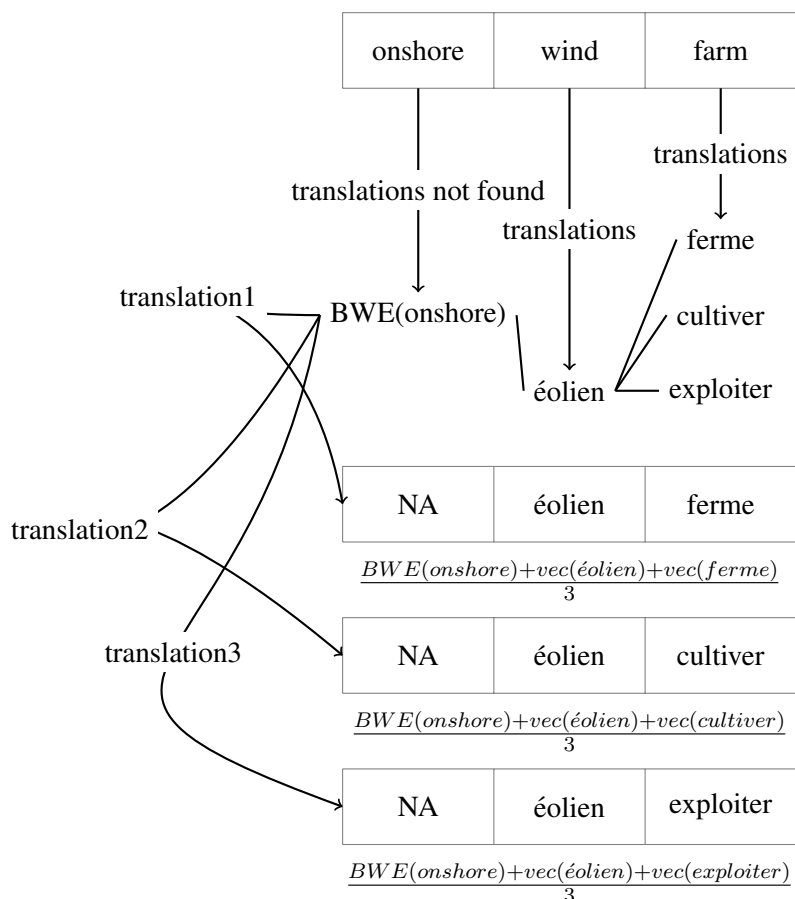 onshore wind farm
translations
translations not found
translations
ferme
translation1
BWE(onshore)
cultiver
éolien
exploiter
NA éolien ferme
translation2
BWE(onshore)+vec(éolien)+vec(ferme)
3
translation3
NA éolien cultiver
BWE(onshore)+vec(éolien)+vec(cultiver)
3
NA éolien exploiter
BWE(onshore)+vec(éolien)+vec(exploiter)
3